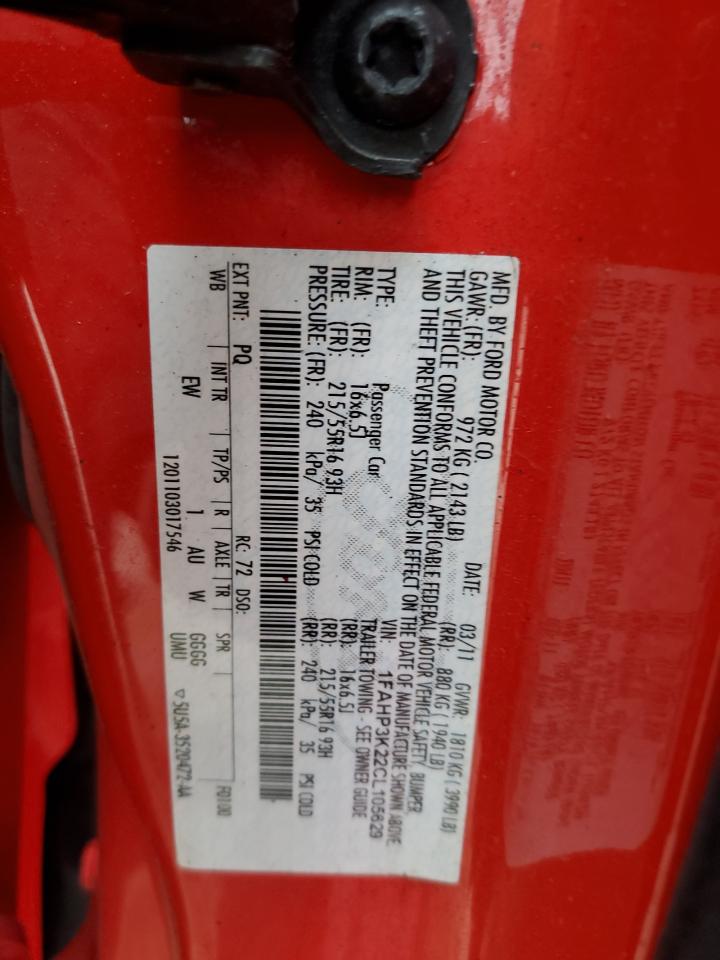 MFD. BY FORD MOTOR CO. DATE: 03/11 GVWR: 1810 KG ( 3990 LB)
GAWR: (FR): 972 KG ( 2143 LB) (RR): 880 KG ( 1940 LB)
THIS VEHICLE CONFORMS TO ALL APPLICABLE FEDERAL MOTOR VEHICLE SAFETY, BUMPER
AND THEFT PREVENTION STANDARDS IN EFFECT ON THE DATE OF MANUFACTURE SHOWN ABOVE
VIN: 1FAHP3K22CL105629
TYPE: Passenger Car TRAILER TOWING - SEE OWNER GUIDE
RIM: (FR): 16x6.5J (RR): 16x6.5J
TIRE: (FR): 215/55R16 93H (RR): 215/55R16 93H
PRESSURE: (FR): 240 kPa/ 35 PSI COLD (RR): 240 kPa/ 35 PSI COLD
EXT PNT: PQ RC: 72 DSO: F0100
WB INT TR TP/PS R AXLE TR SPR
EW 1 AU W GGGG
1201103017546 UMU ▽5U5A-3520472-AA